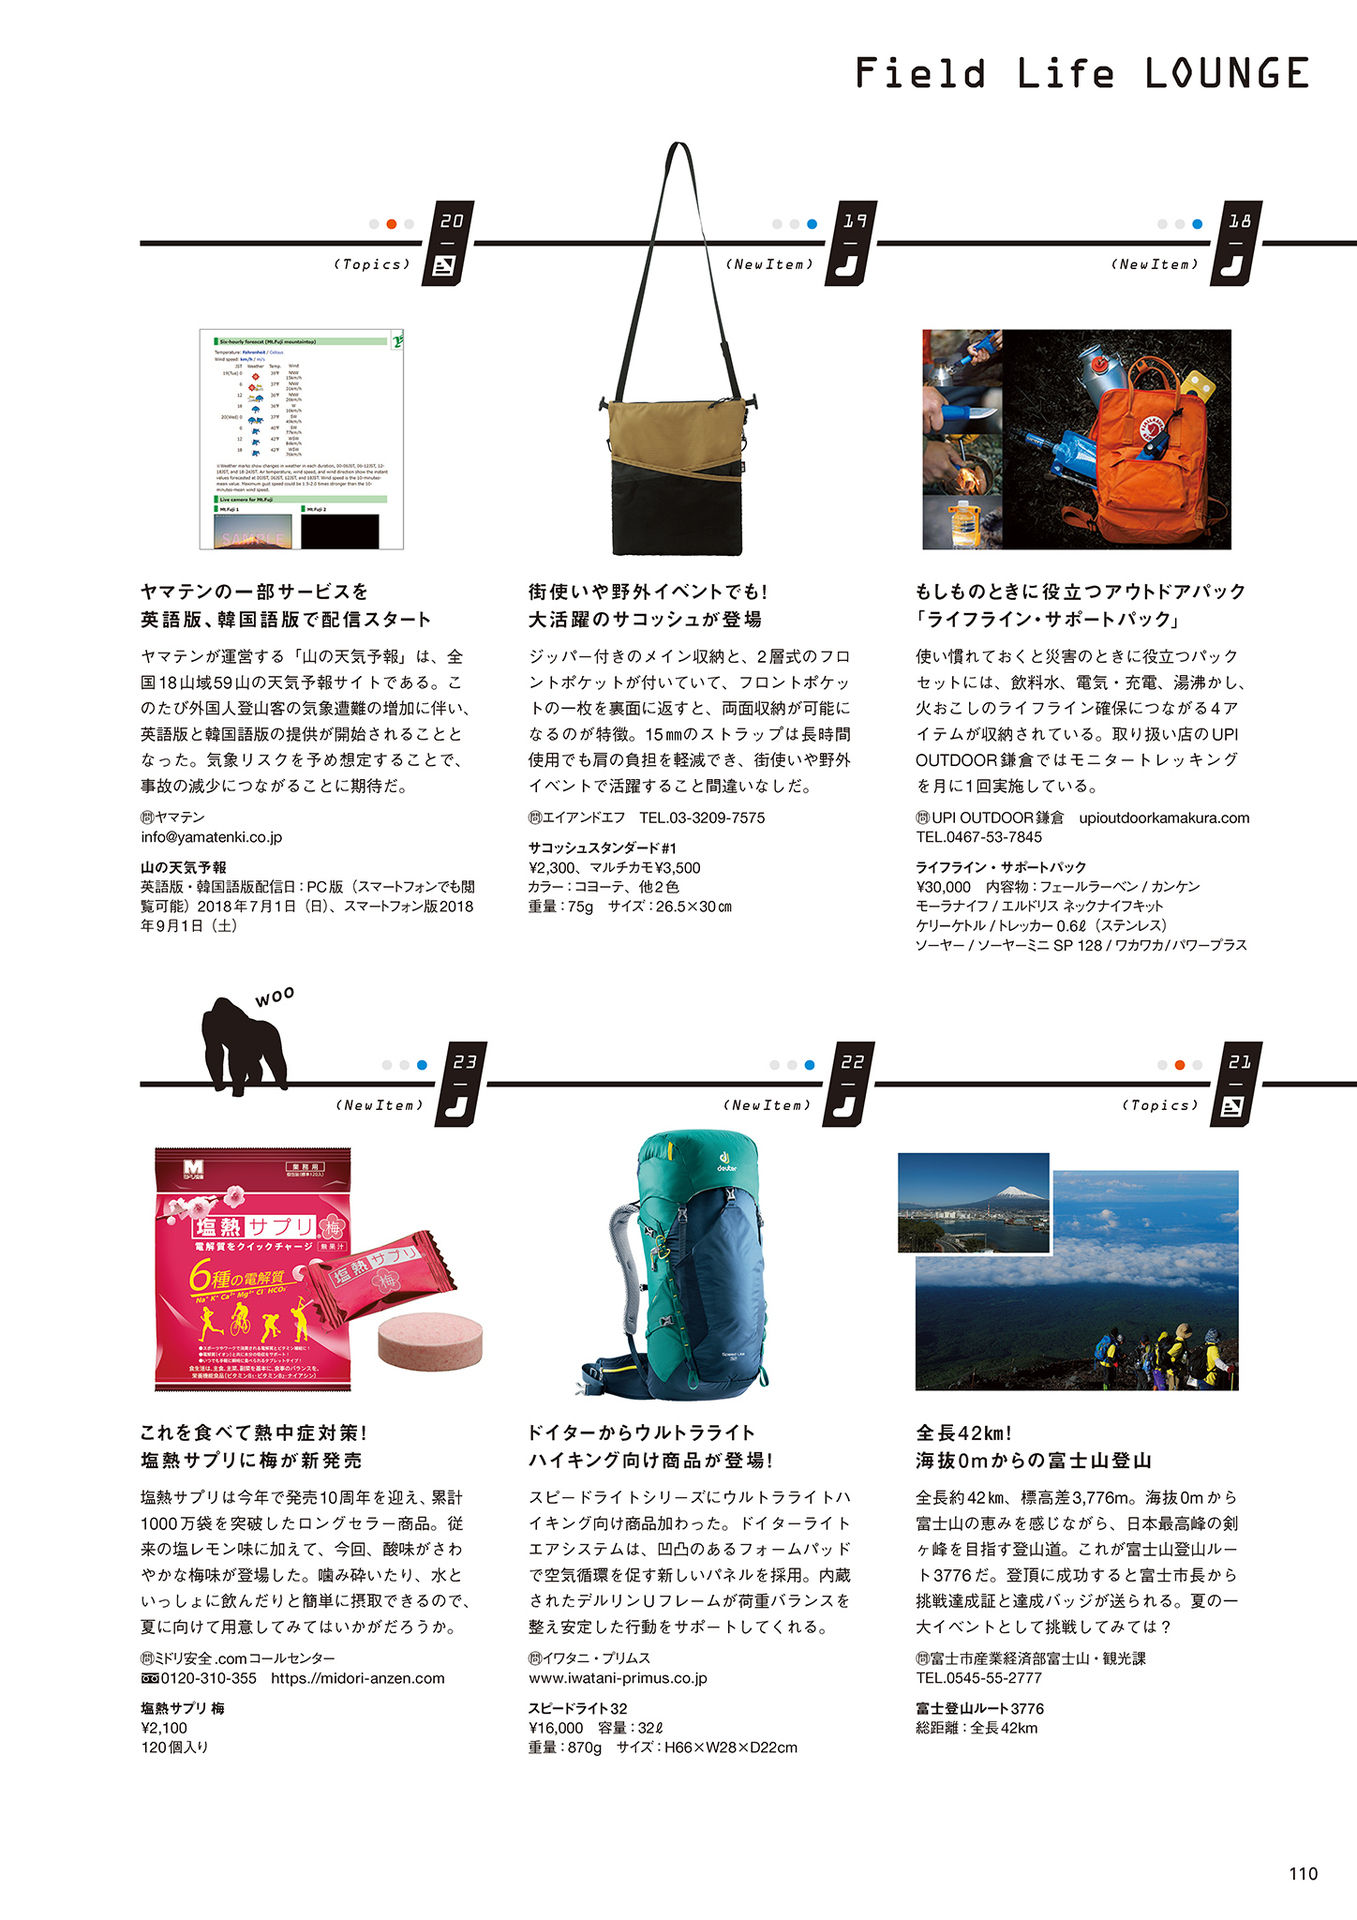 Field Life LOUNGE
18
(NewItem)
もしものときに役立つアウトドアパック
「ライフライン・サポートパック」
使い慣れておくと災害のときに役立つパック
セットには、飲料水、電気・充電、湯沸かし、
火おこしのライフライン確保につながる4ア
イテムが収納されている。取り扱い店のUPI
OUTDOOR鎌倉ではモニタートレッキング
を月に1回実施している。
㉄UPI OUTDOOR鎌倉　upioutdoorkamakura.com
TEL.0467-53-7845
ライフライン・サポートパック
¥30,000　内容物：フェールラーベン / カンケン
モーラナイフ / エルドリス ネックナイフキット
ケリーケトル / トレッカー 0.6ℓ（ステンレス）
ソーヤー / ソーヤーミニ SP 128 / ワカワカ/パワープラス
19
(NewItem)
街使いや野外イベントでも！
大活躍のサコッシュが登場
ジッパー付きのメイン収納と、2層式のフロ
ントポケットが付いていて、フロントポケッ
トの一枚を裏面に返すと、両面収納が可能に
なるのが特徴。15㎜のストラップは長時間
使用でも肩の負担を軽減でき、街使いや野外
イベントで活躍すること間違いなしだ。
㉄エイアンドエフ　TEL.03-3209-7575
サコッシュスタンダード#1
¥2,300、マルチカモ¥3,500
カラー：コヨーテ、他2色
重量：75g　サイズ：26.5×30㎝
20
(Topics)
Six-hourly forecast (Mt.Fuji mountaintop)
Temperature: Fahrenheit / Celsius
Wind speed: km/h / m/s
JST Weather Temp. Wind
Live camera for Mt.Fuji
Mt.Fuji 1
Mt.Fuji 2
SAMPLE
ヤマテンの一部サービスを
英語版、韓国語版で配信スタート
ヤマテンが運営する「山の天気予報」は、全
国18山域59山の天気予報サイトである。こ
のたび外国人登山客の気象遭難の増加に伴い、
英語版と韓国語版の提供が開始されることと
なった。気象リスクを予め想定することで、
事故の減少につながることに期待だ。
㉄ヤマテン
info@yamatenki.co.jp
山の天気予報
英語版・韓国語版配信日：PC版（スマートフォンでも閲
覧可能）2018年7月1日（日）、スマートフォン版2018
年9月1日（土）
21
(Topics)
全長42㎞！
海抜0mからの富士山登山
全長約42㎞、標高差3,776m。海抜0mから
富士山の恵みを感じながら、日本最高峰の剣
ヶ峰を目指す登山道。これが富士山登山ルー
ト3776だ。登頂に成功すると富士市長から
挑戦達成証と達成バッジが送られる。夏の一
大イベントとして挑戦してみては？
㉄富士市産業経済部富士山・観光課
TEL.0545-55-2777
富士登山ルート3776
総距離：全長42km
22
(NewItem)
deuter
ドイターからウルトラライト
ハイキング向け商品が登場！
スピードライトシリーズにウルトラライトハ
イキング向け商品加わった。ドイターライト
エアシステムは、凹凸のあるフォームパッド
で空気循環を促す新しいパネルを採用。内蔵
されたデルリンUフレームが荷重バランスを
整え安定した行動をサポートしてくれる。
㉄イワタニ・プリムス
www.iwatani-primus.co.jp
スピードライト32
¥16,000　容量：32ℓ
重量：870g　サイズ：H66×W28×D22cm
woo
23
(NewItem)
ミドリ安全
業務用
塩熱サプリ 梅
電解質をクイックチャージ 無果汁
6種の電解質
Na⁺ K⁺ Ca²⁺ Mg²⁺ Cl⁻ HCO₃⁻
塩熱サプリ
梅
これを食べて熱中症対策！
塩熱サプリに梅が新発売
塩熱サプリは今年で発売10周年を迎え、累計
1000万袋を突破したロングセラー商品。従
来の塩レモン味に加えて、今回、酸味がさわ
やかな梅味が登場した。噛み砕いたり、水と
いっしょに飲んだりと簡単に摂取できるので、
夏に向けて用意してみてはいかがだろうか。
㉄ミドリ安全.comコールセンター
0120-310-355　https://midori-anzen.com
塩熱サプリ 梅
¥2,100
120個入り
110